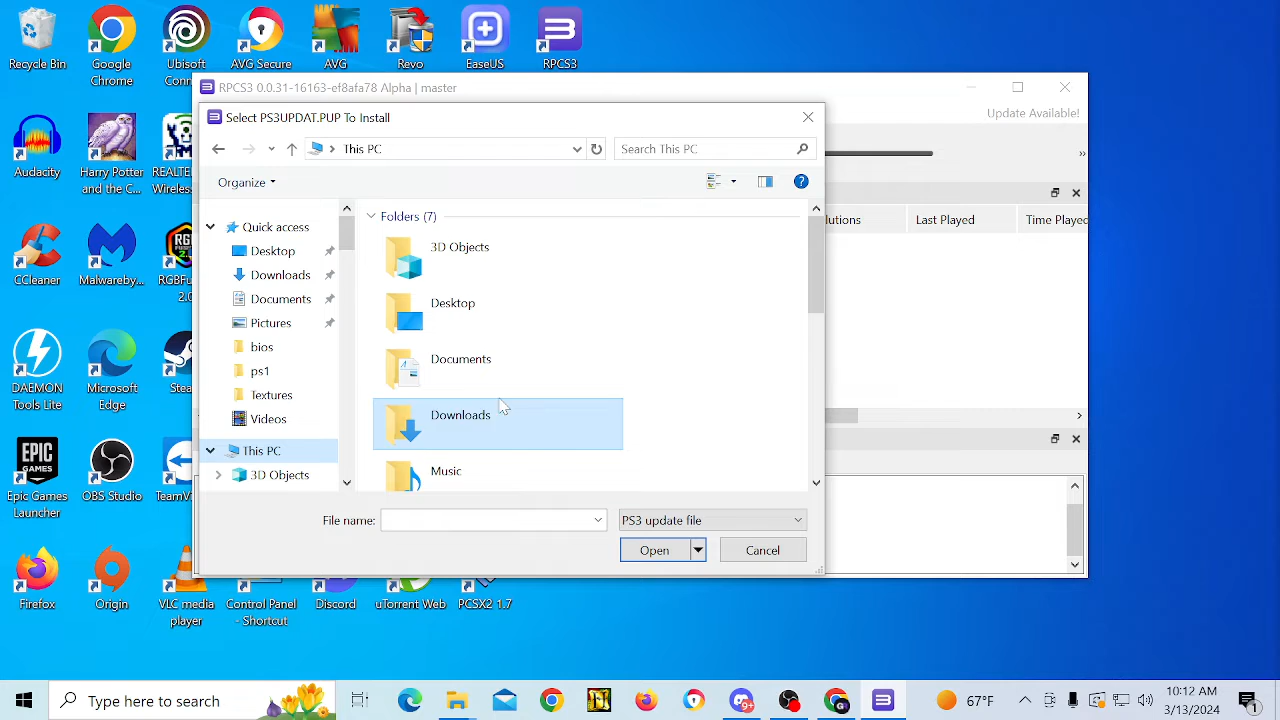 Recycle Bin
Google Chrome
Ubisoft Conn
AVG Secure
AVG
Revo
EaseUS
RPCS3
RPCS3 0.0.31-16163-ef8afa78 Alpha | master
Update Available!
Select PS3UPDAT.PUP To Install
This PC
Search This PC
Organize
Audacity
Harry Potter and the C...
REALTE Wireles
»
Folders (7)
Quick access
Desktop
Downloads
Documents
Pictures
bios
ps1
Textures
Videos
This PC
3D Objects
3D Objects
Desktop
Documents
Downloads
Music
lutions
Last Played
Time Played
CCleaner
Malwareby...
RGBFu 2.0
DAEMON Tools Lite
Microsoft Edge
Stea
File name:
PS3 update file
Open
Cancel
Epic Games Launcher
OBS Studio
TeamVi
Firefox
Origin
VLC media player
Control Panel - Shortcut
Discord
uTorrent Web
PCSX2 1.7
Type here to search
67°F
10:12 AM
3/13/2024
1